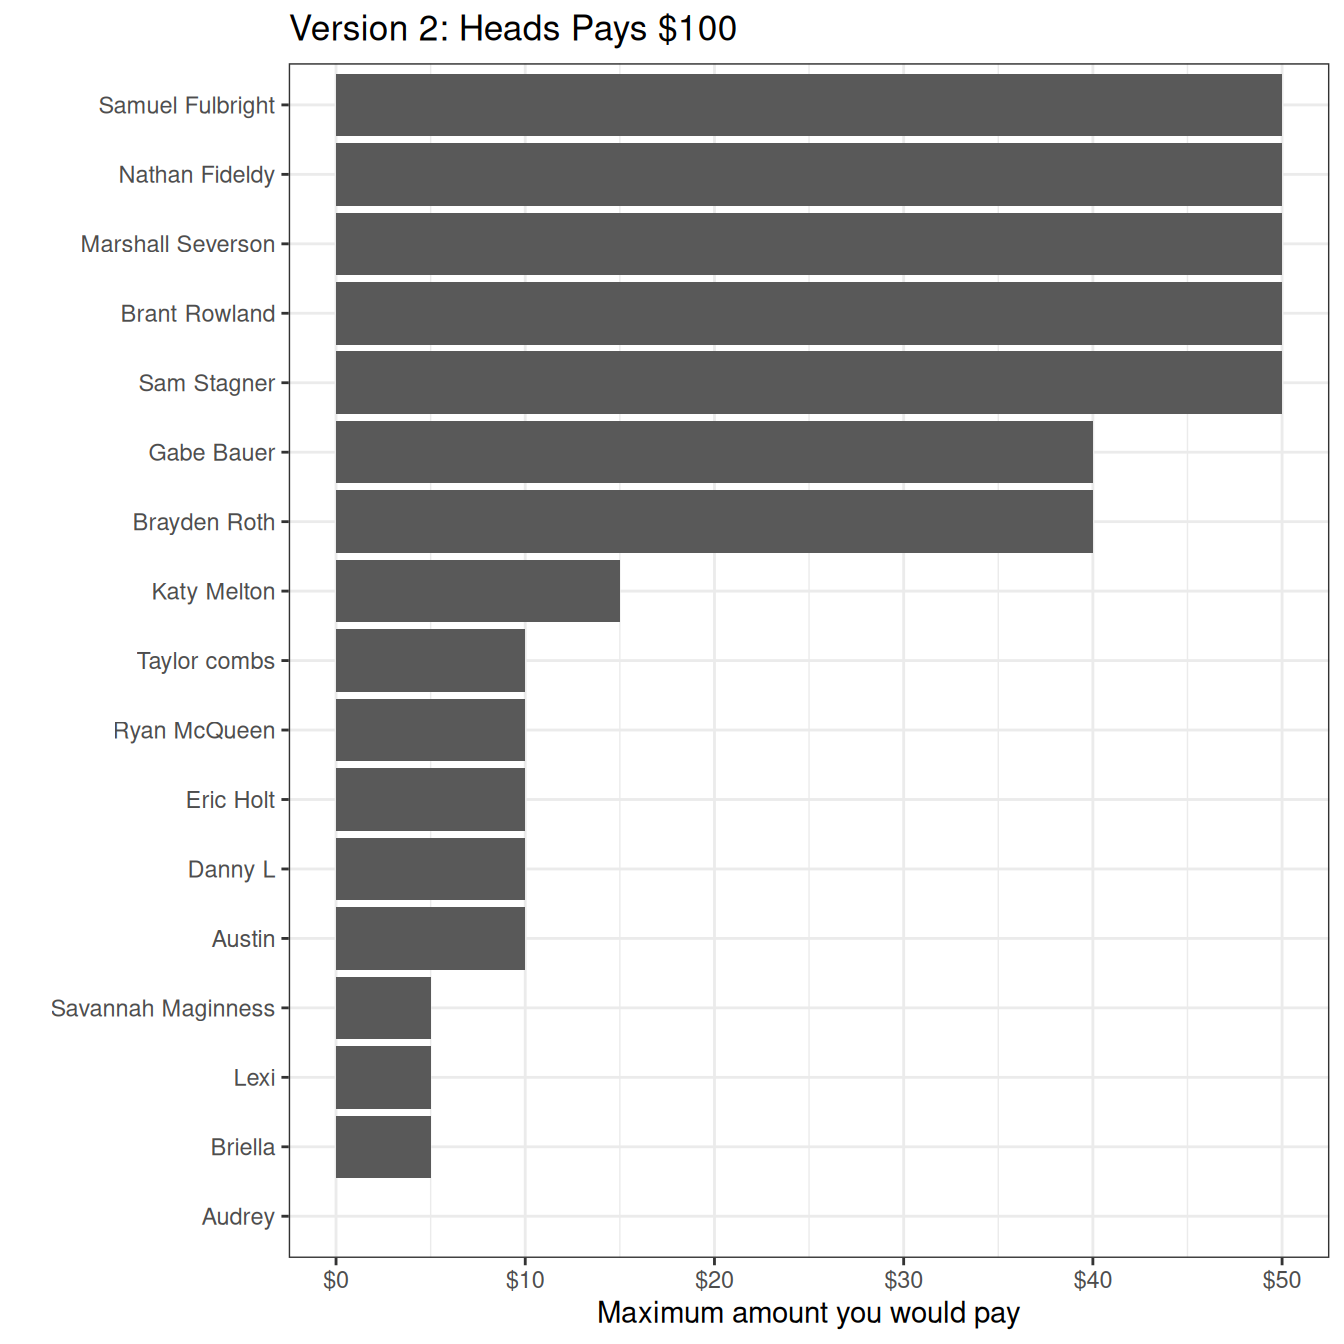 Version 2: Heads Pays $100
Samuel Fulbright
Nathan Fideldy
Marshall Severson
Brant Rowland
Sam Stagner
Gabe Bauer
Brayden Roth
Katy Melton
Taylor combs
Ryan McQueen
Eric Holt
Danny L
Austin
Savannah Maginness
Lexi
Briella
Audrey
$0 $10 $20 $30 $40 $50
Maximum amount you would pay